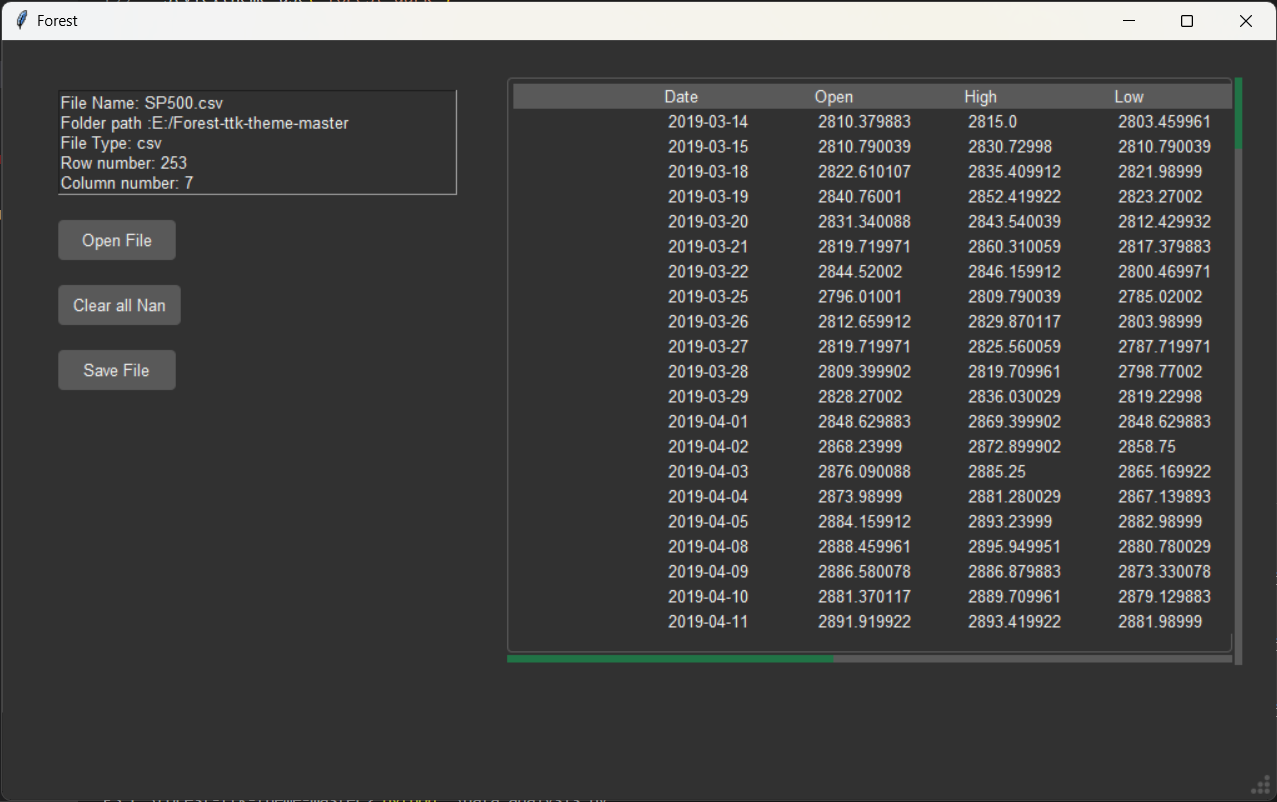 Forest
File Name: SP500.csv
Folder path :E:/Forest-ttk-theme-master
File Type: csv
Row number: 253
Column number: 7
Open File
Clear all Nan
Save File
Date Open High Low
2019-03-14 2810.379883 2815.0 2803.459961
2019-03-15 2810.790039 2830.72998 2810.790039
2019-03-18 2822.610107 2835.409912 2821.98999
2019-03-19 2840.76001 2852.419922 2823.27002
2019-03-20 2831.340088 2843.540039 2812.429932
2019-03-21 2819.719971 2860.310059 2817.379883
2019-03-22 2844.52002 2846.159912 2800.469971
2019-03-25 2796.01001 2809.790039 2785.02002
2019-03-26 2812.659912 2829.870117 2803.98999
2019-03-27 2819.719971 2825.560059 2787.719971
2019-03-28 2809.399902 2819.709961 2798.77002
2019-03-29 2828.27002 2836.030029 2819.22998
2019-04-01 2848.629883 2869.399902 2848.629883
2019-04-02 2868.23999 2872.899902 2858.75
2019-04-03 2876.090088 2885.25 2865.169922
2019-04-04 2873.98999 2881.280029 2867.139893
2019-04-05 2884.159912 2893.23999 2882.98999
2019-04-08 2888.459961 2895.949951 2880.780029
2019-04-09 2886.580078 2886.879883 2873.330078
2019-04-10 2881.370117 2889.709961 2879.129883
2019-04-11 2891.919922 2893.419922 2881.98999